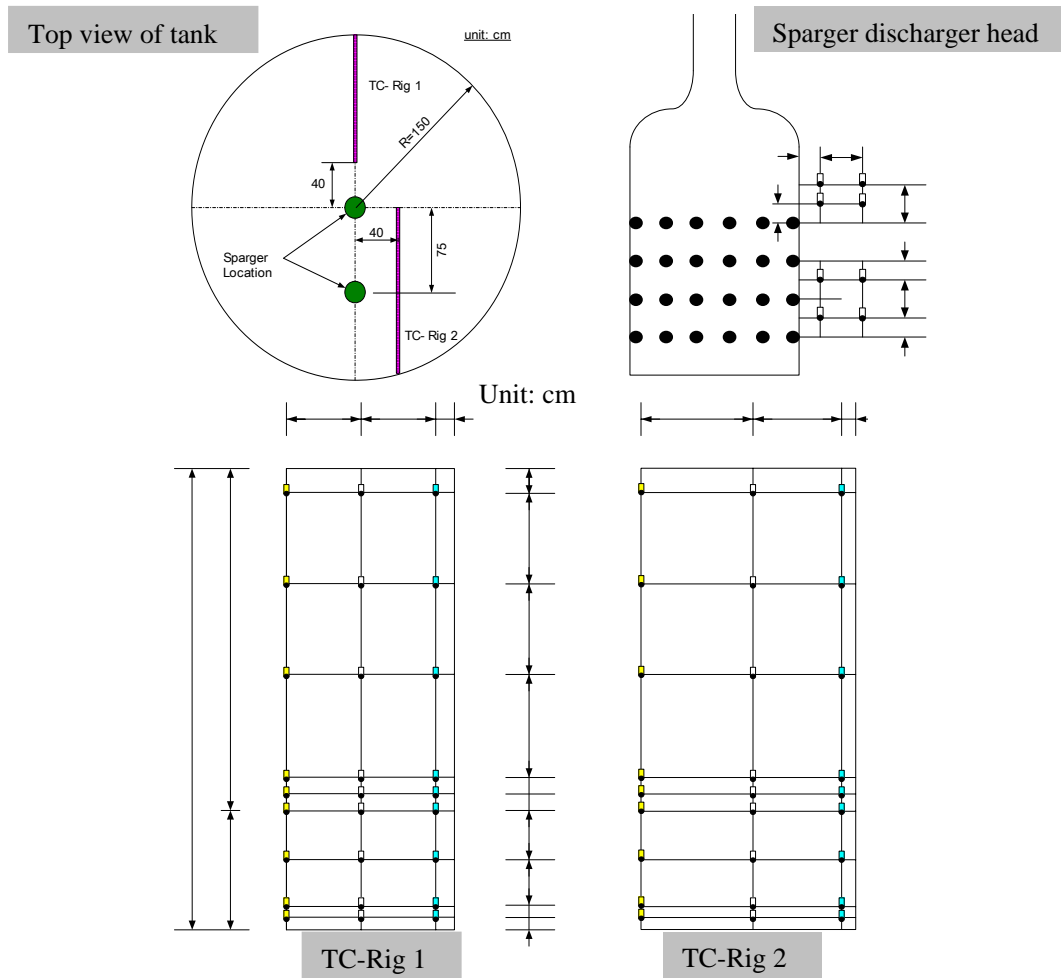 Top view of tank
unit: cm
Sparger discharger head
TC- Rig 1
R=150
40
40
75
Sparger
Location
TC- Rig 2
Unit: cm
TC-Rig 1
TC-Rig 2